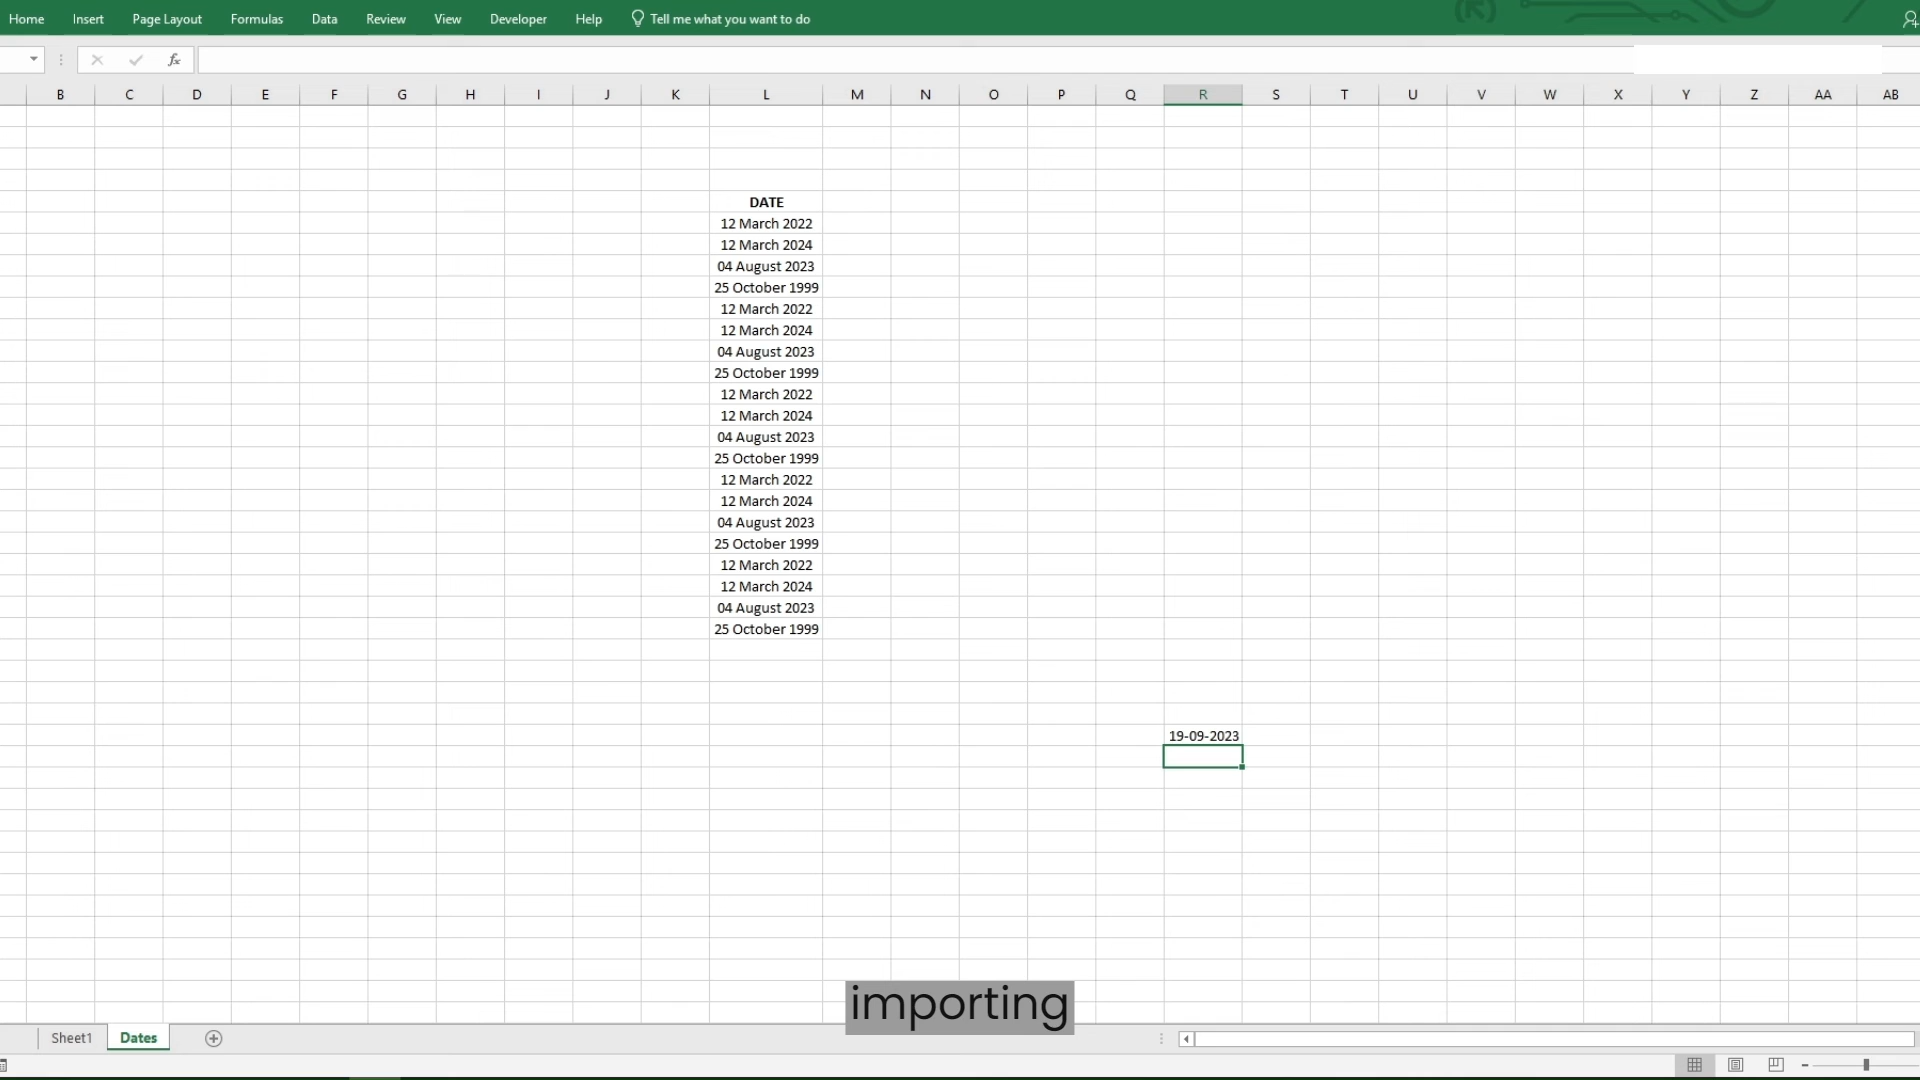 Home Insert Page Layout Formulas Data Review View Developer Help Tell me what you want to do
fx
B C D E F G H I J K L M N O P Q R S T U V W X Y Z AA AB
DATE
12 March 2022
12 March 2024
04 August 2023
25 October 1999
12 March 2022
12 March 2024
04 August 2023
25 October 1999
12 March 2022
12 March 2024
04 August 2023
25 October 1999
12 March 2022
12 March 2024
04 August 2023
25 October 1999
12 March 2022
12 March 2024
04 August 2023
25 October 1999
19-09-2023
importing
Sheet1 Dates